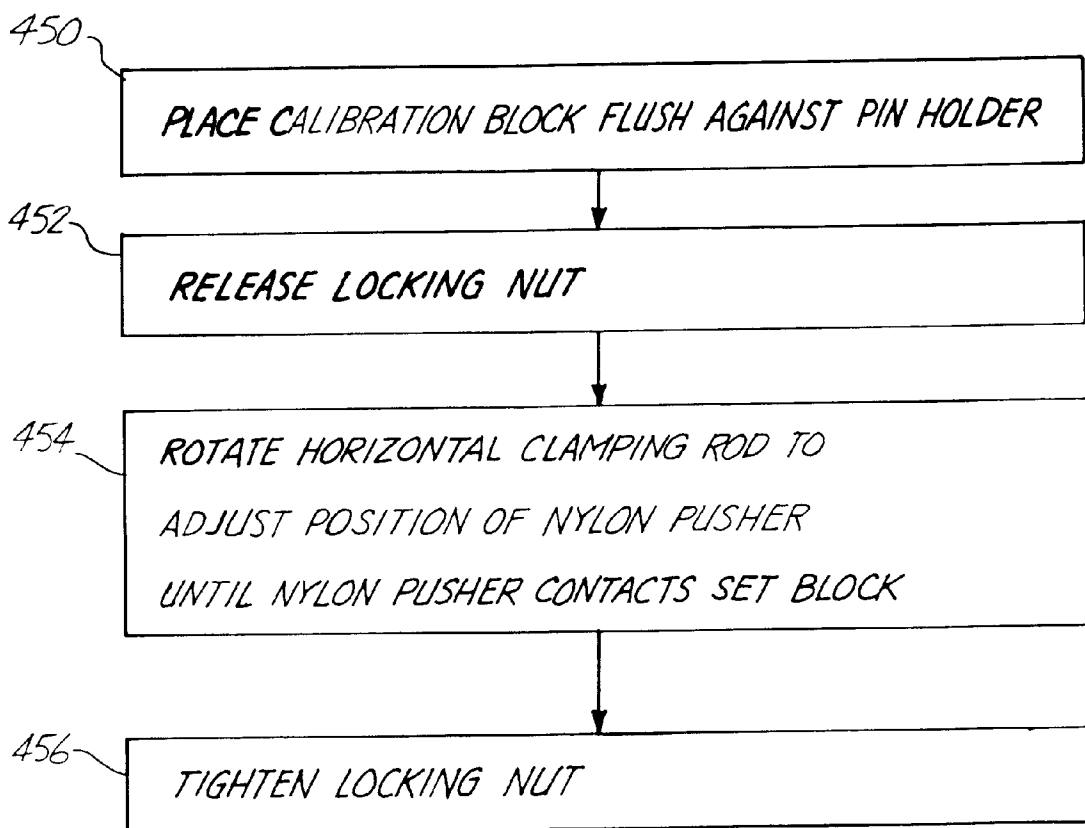 450
PLACE CALIBRATION BLOCK FLUSH AGAINST PIN HOLDER
452
RELEASE LOCKING NUT
454
ROTATE HORIZONTAL CLAMPING ROD TO
ADJUST POSITION OF NYLON PUSHER
UNTIL NYLON PUSHER CONTACTS SET BLOCK
456
TIGHTEN LOCKING NUT